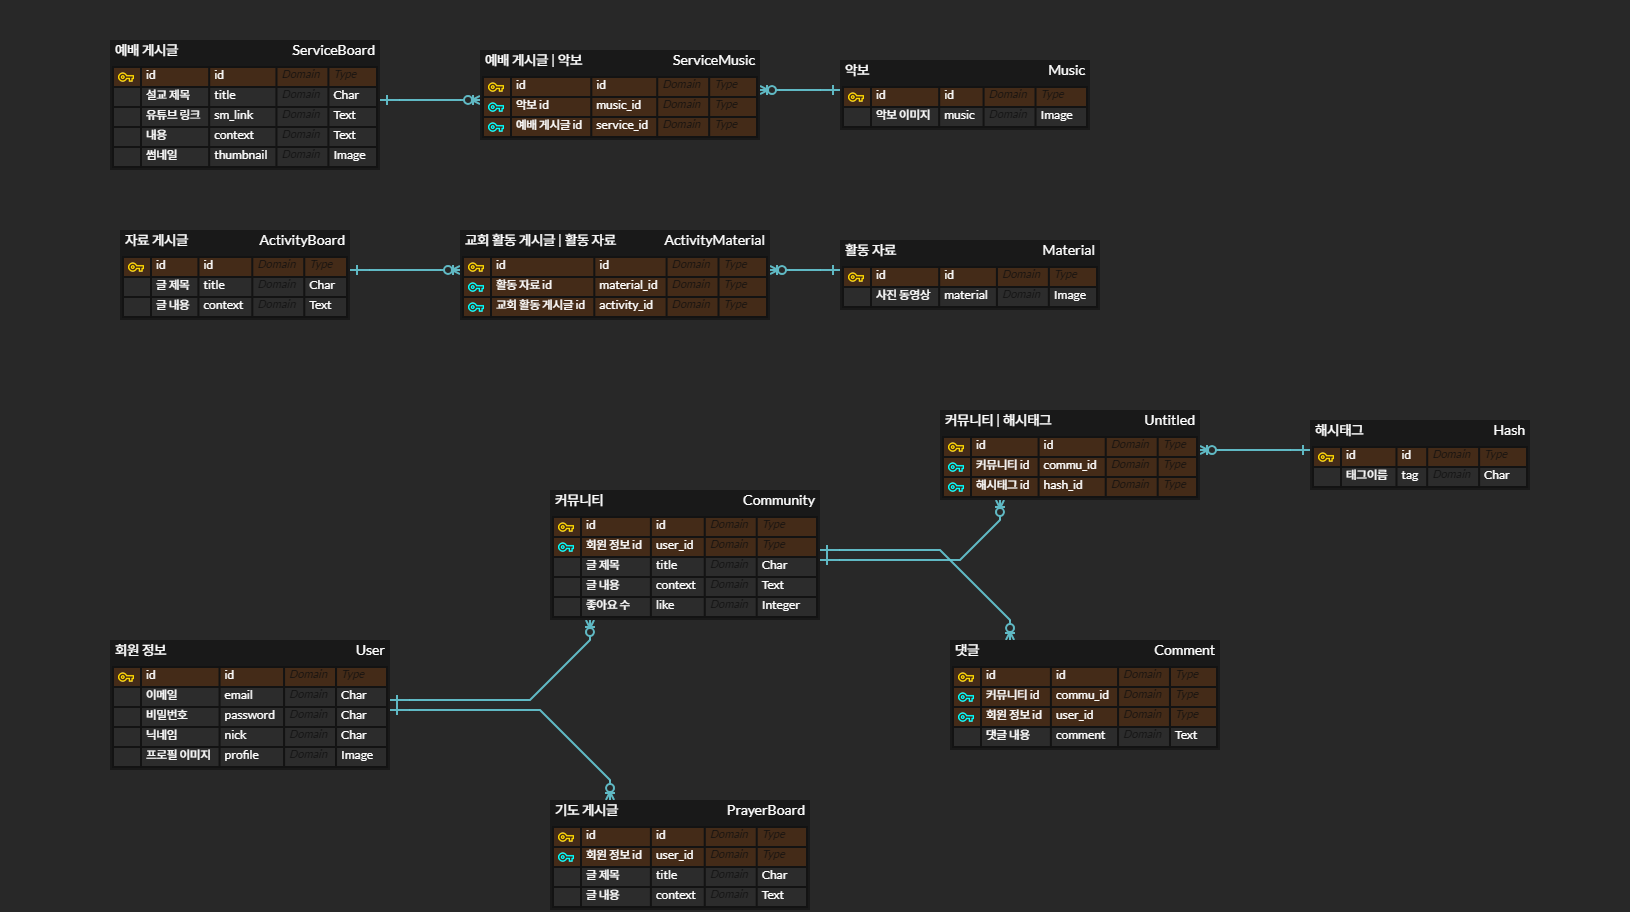 예배 게시글 ServiceBoard
id id Domain Type
설교 제목 title Domain Char
유튜브 링크 sm_link Domain Text
내용 context Domain Text
썸네일 thumbnail Domain Image
예배 게시글 | 악보 ServiceMusic
id id Domain Type
악보 id music_id Domain Type
예배 게시글 id service_id Domain Type
악보 Music
id id Domain Type
악보 이미지 music Domain Image
자료 게시글 ActivityBoard
id id Domain Type
글 제목 title Domain Char
글 내용 context Domain Text
교회 활동 게시글 | 활동 자료 ActivityMaterial
id id Domain Type
활동 자료 id material_id Domain Type
교회 활동 게시글 id activity_id Domain Type
활동 자료 Material
id id Domain Type
사진 동영상 material Domain Image
커뮤니티 | 해시태그 Untitled
id id Domain Type
커뮤니티 id commu_id Domain Type
해시태그 id hash_id Domain Type
해시태그 Hash
id id Domain Type
태그이름 tag Domain Char
커뮤니티 Community
id id Domain Type
회원 정보 id user_id Domain Type
글 제목 title Domain Char
글 내용 context Domain Text
좋아요 수 like Domain Integer
회원 정보 User
id id Domain Type
이메일 email Domain Char
비밀번호 password Domain Char
닉네임 nick Domain Char
프로필 이미지 profile Domain Image
댓글 Comment
id id Domain Type
커뮤니티 id commu_id Domain Type
회원 정보 id user_id Domain Type
댓글 내용 comment Domain Text
기도 게시글 PrayerBoard
id id Domain Type
회원 정보 id user_id Domain Type
글 제목 title Domain Char
글 내용 context Domain Text